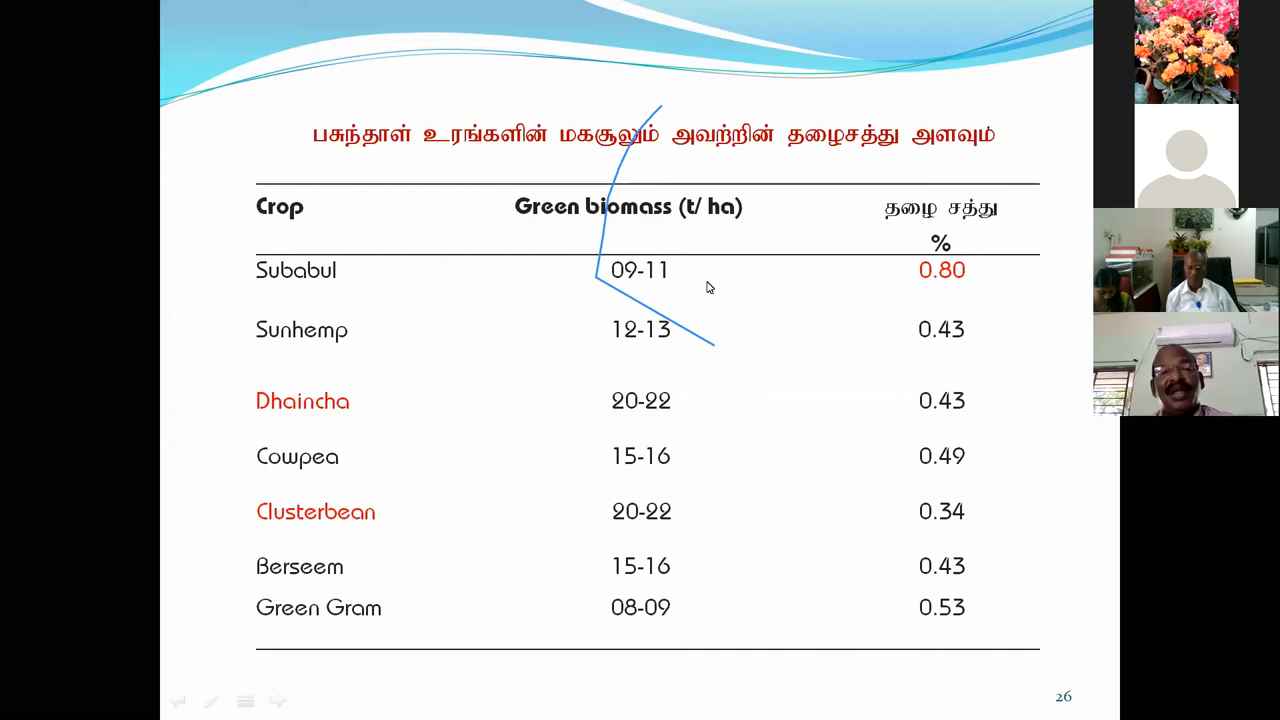 பசுந்தாள் உரங்களின் மகசூலும் அவற்றின் தழைசத்து அளவும்
Crop Green biomass (t/ ha) தழை சத்து
%
Subabul 09-11 0.80
Sunhemp 12-13 0.43
Dhaincha 20-22 0.43
Cowpea 15-16 0.49
Clusterbean 20-22 0.34
Berseem 15-16 0.43
Green Gram 08-09 0.53
26